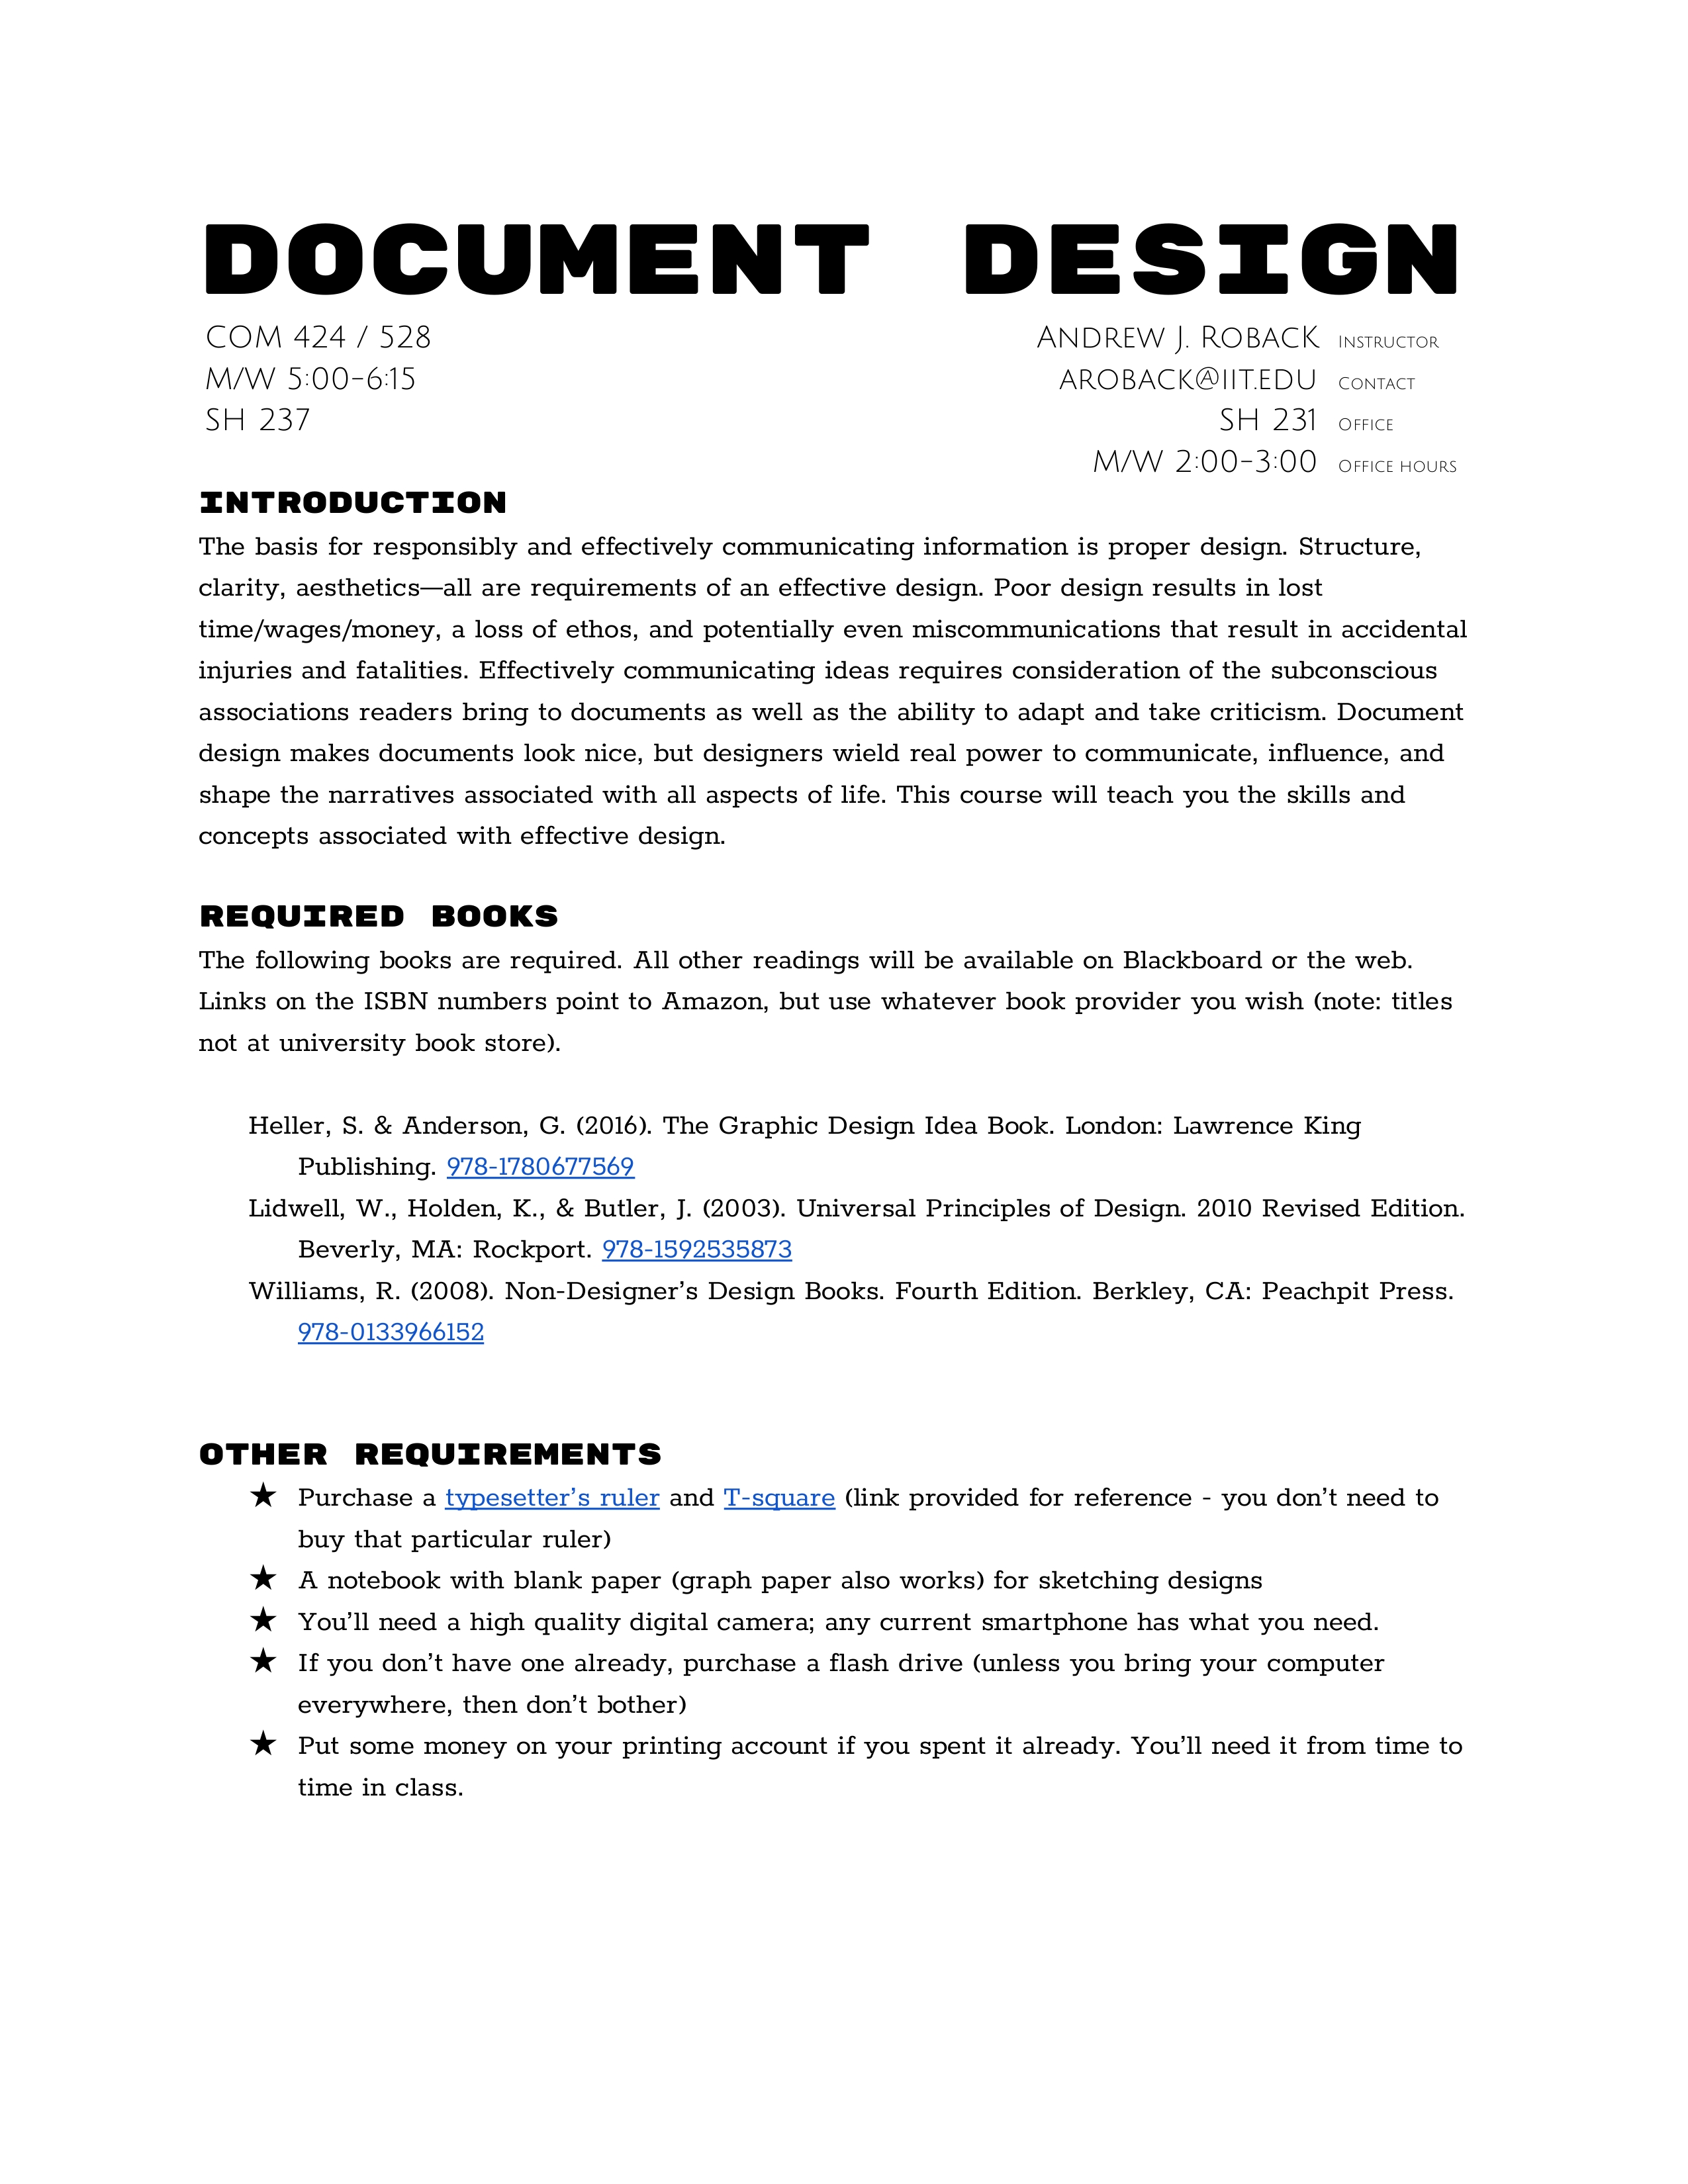 DOCUMENT DESIGN
COM 424 / 528
M/W 5:00-6:15
SH 237
ANDREW J. ROBACK INSTRUCTOR
AROBACK@IIT.EDU CONTACT
SH 231 OFFICE
M/W 2:00-3:00 OFFICE HOURS
INTRODUCTION
The basis for responsibly and effectively communicating information is proper design. Structure,
clarity, aesthetics—all are requirements of an effective design. Poor design results in lost
time/wages/money, a loss of ethos, and potentially even miscommunications that result in accidental
injuries and fatalities. Effectively communicating ideas requires consideration of the subconscious
associations readers bring to documents as well as the ability to adapt and take criticism. Document
design makes documents look nice, but designers wield real power to communicate, influence, and
shape the narratives associated with all aspects of life. This course will teach you the skills and
concepts associated with effective design.
REQUIRED BOOKS
The following books are required. All other readings will be available on Blackboard or the web.
Links on the ISBN numbers point to Amazon, but use whatever book provider you wish (note: titles
not at university book store).
Heller, S. & Anderson, G. (2016). The Graphic Design Idea Book. London: Lawrence King
Publishing. 978-1780677569
Lidwell, W., Holden, K., & Butler, J. (2003). Universal Principles of Design. 2010 Revised Edition.
Beverly, MA: Rockport. 978-1592535873
Williams, R. (2008). Non-Designer's Design Books. Fourth Edition. Berkley, CA: Peachpit Press.
978-0133966152
OTHER REQUIREMENTS
★ Purchase a typesetter's ruler and T-square (link provided for reference - you don't need to
buy that particular ruler)
★ A notebook with blank paper (graph paper also works) for sketching designs
★ You'll need a high quality digital camera; any current smartphone has what you need.
★ If you don't have one already, purchase a flash drive (unless you bring your computer
everywhere, then don't bother)
★ Put some money on your printing account if you spent it already. You'll need it from time to
time in class.